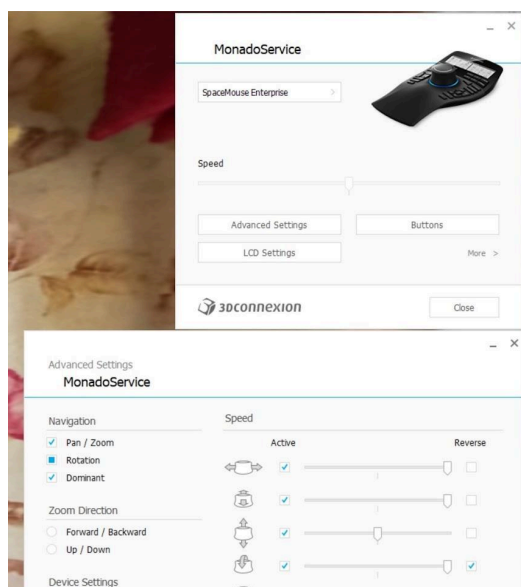 MonadoService
SpaceMouse Enterprise
Speed
Advanced Settings
Buttons
LCD Settings
More >
3Dconnexion
Close
Advanced Settings
MonadoService
Navigation
Speed
Pan / Zoom
Active
Reverse
Rotation
Dominant
Zoom Direction
Forward / Backward
Up / Down
Device Settings